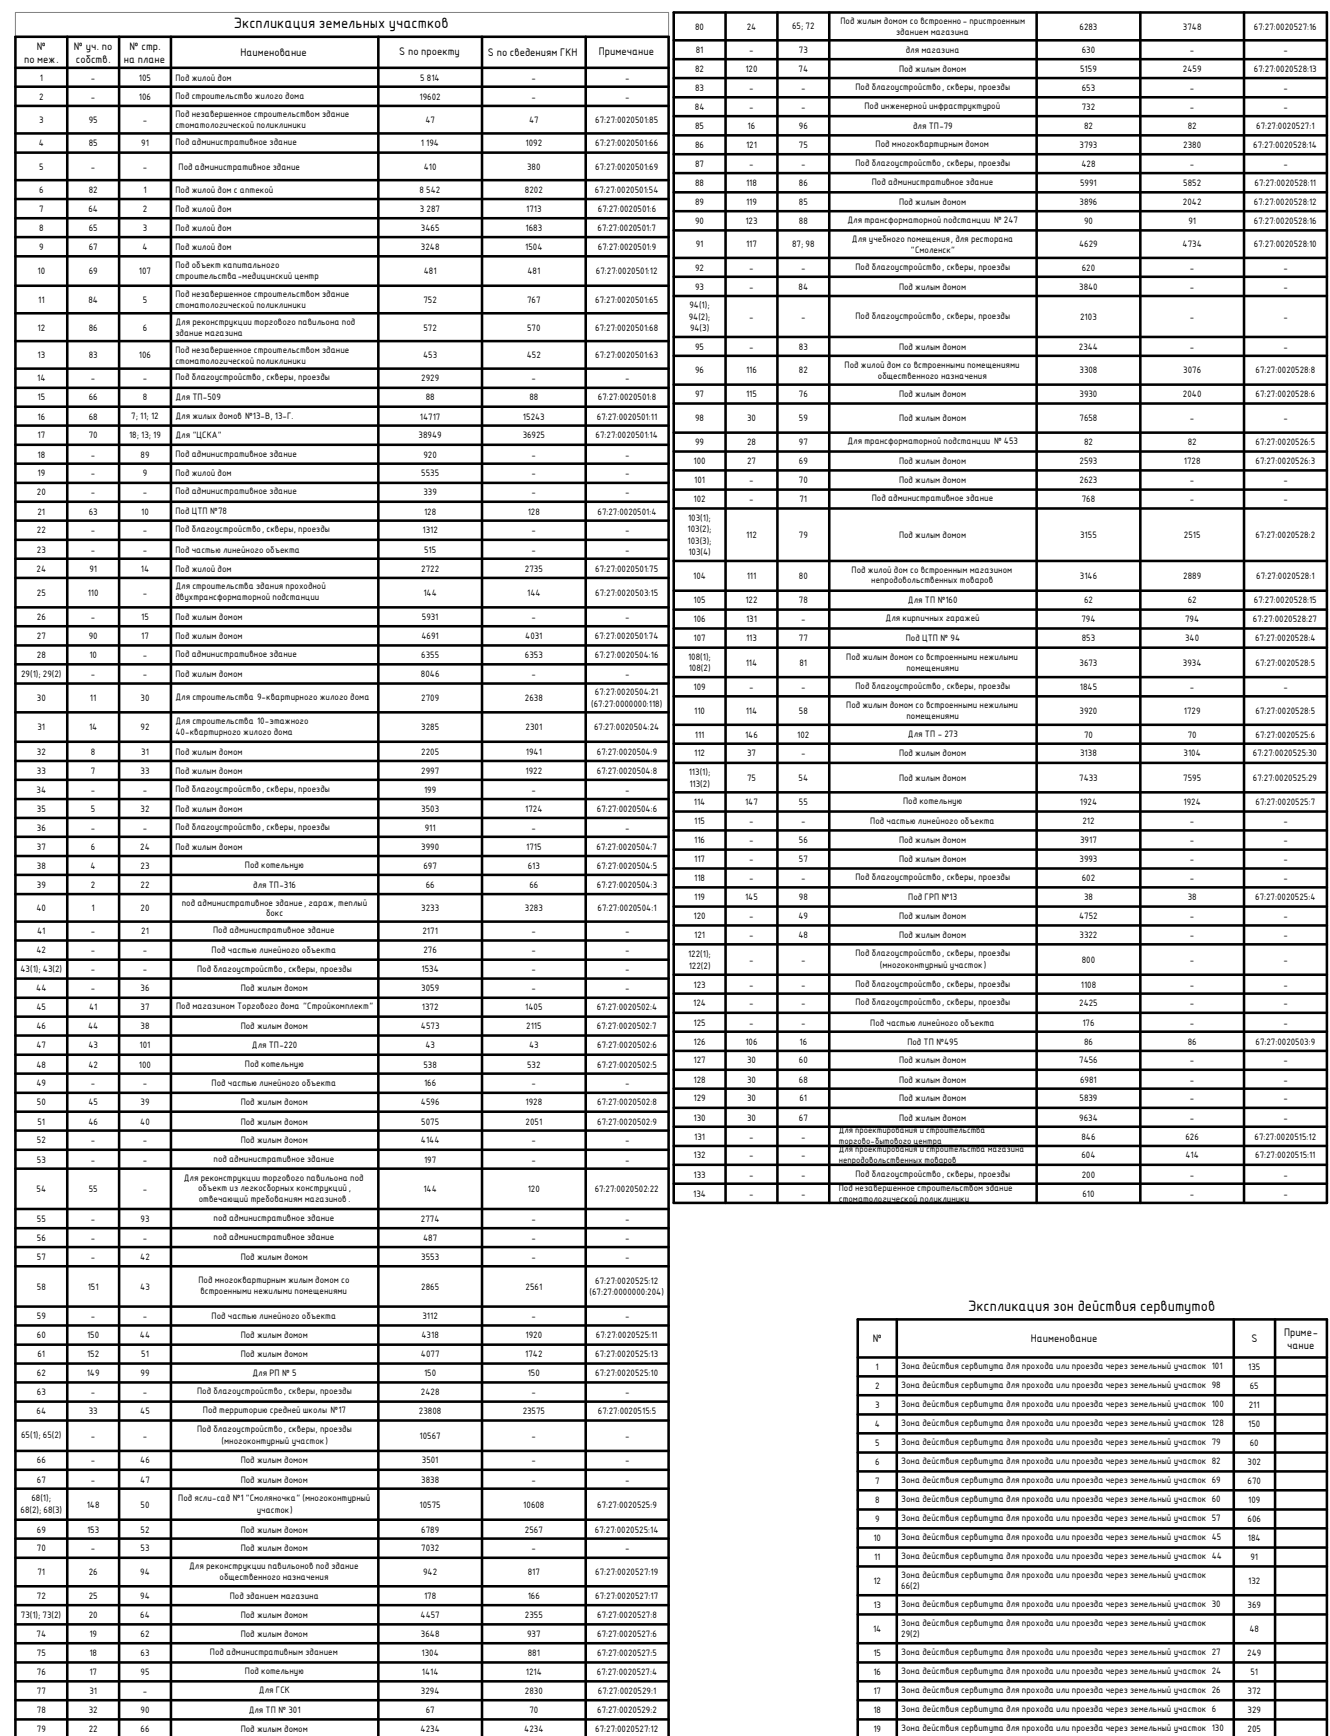 Экспликация земельных участков
№ по меж. № уч. по собств. № стр. на плане Наименование S по проекту S по сведениям ГКН Примечание
1 - 105 Под жилой дом 5 814 - -
2 - 106 Под строительство жилого дома 19602 - -
3 95 - Под незавершенное строительством здание стоматологической поликлиники 47 47 67:27:0020501:85
4 85 91 Под административное здание 1 194 1092 67:27:0020501:66
5 - - Под административное здание 410 380 67:27:0020501:69
6 82 1 Под жилой дом с аптекой 8 542 8202 67:27:0020501:54
7 64 2 Под жилой дом 3 287 1713 67:27:0020501:6
8 65 3 Под жилой дом 3465 1683 67:27:0020501:7
9 67 4 Под жилой дом 3248 1504 67:27:0020501:9
10 69 107 Под объект капитального строительства-медицинский центр 481 481 67:27:0020501:12
11 84 5 Под незавершенное строительством здание стоматологической поликлиники 752 767 67:27:0020501:65
12 86 6 Для реконструкции торгового павильона под здание магазина 572 570 67:27:0020501:68
13 83 106 Под незавершенное строительством здание стоматологической поликлиники 453 452 67:27:0020501:63
14 - - Под благоустройство, скверы, проезды 2929 - -
15 66 8 Для ТП-509 88 88 67:27:0020501:8
16 68 7; 11; 12 Для жилых домов №13-В, 13-Г. 14717 15243 67:27:0020501:11
17 70 18; 13; 19 Для "ЦСКА" 38949 36925 67:27:0020501:14
18 - 89 Под административное здание 920 - -
19 - 9 Под жилой дом 5535 - -
20 - - Под административное здание 339 - -
21 63 10 Под ЦТП №78 128 128 67:27:0020501:4
22 - - Под благоустройство, скверы, проезды 1312 - -
23 - - Под частью линейного объекта 515 - -
24 91 14 Под жилой дом 2722 2735 67:27:0020501:75
25 110 - Для строительства здания проходной двухтрансформаторной подстанции 144 144 67:27:0020503:15
26 - 15 Под жилым домом 5931 - -
27 90 17 Под жилым домом 4691 4031 67:27:0020501:74
28 10 - Под административное здание 6355 6353 67:27:0020504:16
29(1); 29(2) - - Под жилым домом 8046 - -
30 11 30 Для строительства 9-квартирного жилого дома 2709 2638 67:27:0020504:21 (67:27:0000000:118)
31 14 92 Для строительства 10-этажного 40-квартирного жилого дома 3285 2301 67:27:0020504:24
32 8 31 Под жилым домом 2205 1941 67:27:0020504:9
33 7 33 Под жилым домом 2997 1922 67:27:0020504:8
34 - - Под благоустройство, скверы, проезды 199 - -
35 5 32 Под жилым домом 3503 1724 67:27:0020504:6
36 - - Под благоустройство, скверы, проезды 911 - -
37 6 24 Под жилым домом 3990 1715 67:27:0020504:7
38 4 23 Под котельную 697 613 67:27:0020504:5
39 2 22 для ТП-316 66 66 67:27:0020504:3
40 1 20 под административное здание, гараж, теплый бокс 3233 3283 67:27:0020504:1
41 - 21 Под административное здание 2171 - -
42 - - Под частью линейного объекта 276 - -
43(1); 43(2) - - Под благоустройство, скверы, проезды 1534 - -
44 - 36 Под жилым домом 3059 - -
45 41 37 Под магазином Торгового дома "Стройкомплект" 1372 1405 67:27:0020502:4
46 44 38 Под жилым домом 4573 2115 67:27:0020502:7
47 43 101 Для ТП-220 43 43 67:27:0020502:6
48 42 100 Под котельную 538 532 67:27:0020502:5
49 - - Под частью линейного объекта 166 - -
50 45 39 Под жилым домом 4596 1928 67:27:0020502:8
51 46 40 Под жилым домом 5075 2051 67:27:0020502:9
52 - - Под жилым домом 4144 - -
53 - - под административное здание 197 - -
54 55 - Для реконструкции торгового павильона под объект из легкосборных конструкций, отвечающий требованиям магазинов. 144 120 67:27:0020502:22
55 - 93 под административное здание 2774 - -
56 - - под административное здание 487 - -
57 - 42 Под жилым домом 3553 - -
58 151 43 Под многоквартирным жилым домом со встроенными нежилыми помещениями 2865 2561 67:27:0020525:12 (67:27:0000000:204)
59 - - Под частью линейного объекта 3112 - -
60 150 44 Под жилым домом 4318 1920 67:27:0020525:11
61 152 51 Под жилым домом 4077 1742 67:27:0020525:13
62 149 99 Для РП № 5 150 150 67:27:0020525:10
63 - - Под благоустройство, скверы, проезды 2428 - -
64 33 45 Под территорию средней школы №17 23808 23575 67:27:0020515:5
65(1); 65(2) - - Под благоустройство, скверы, проезды (многоконтурный участок) 10567 - -
66 - 46 Под жилым домом 3501 - -
67 - 47 Под жилым домом 3838 - -
68(1); 68(2); 68(3) 148 50 Под ясли-сад №1 "Смоляночка" (многоконтурный участок) 10575 10608 67:27:0020525:9
69 153 52 Под жилым домом 6789 2567 67:27:0020525:14
70 - 53 Под жилым домом 7032 - -
71 26 94 Для реконструкции павильонов под здание общественного назначения 942 817 67:27:0020527:19
72 25 94 Под зданием магазина 178 166 67:27:0020527:17
73(1); 73(2) 20 64 Под жилым домом 4457 2355 67:27:0020527:8
74 19 62 Под жилым домом 3648 937 67:27:0020527:6
75 18 63 Под административным зданием 1304 881 67:27:0020527:5
76 17 95 Под котельную 1414 1214 67:27:0020527:4
77 31 - Для ГСК 3294 2830 67:27:0020529:1
78 32 90 Для ТП № 301 67 70 67:27:0020529:2
79 22 66 Под жилым домом 4234 4234 67:27:0020527:12
80 24 65; 72 Под жилым домом со встроенно - пристроенным зданием магазина 6283 3748 67:27:0020527:16
81 - 73 для магазина 630 - -
82 120 74 Под жилым домом 5159 2459 67:27:0020528:13
83 - - Под благоустройство, скверы, проезды 653 - -
84 - - Под инженерной инфраструктурой 732 - -
85 16 96 для ТП-79 82 82 67:27:0020527:1
86 121 75 Под многоквартирным домом 3793 2380 67:27:0020528:14
87 - - Под благоустройство, скверы, проезды 428 - -
88 118 86 Под административное здание 5991 5852 67:27:0020528:11
89 119 85 Под жилым домом 3896 2042 67:27:0020528:12
90 123 88 Для трансформаторной подстанции № 247 90 91 67:27:0020528:16
91 117 87; 98 Для учебного помещения, для ресторана "Смоленск" 4629 4734 67:27:0020528:10
92 - - Под благоустройство, скверы, проезды 620 - -
93 - 84 Под жилым домом 3840 - -
94(1); 94(2); 94(3) - - Под благоустройство, скверы, проезды 2103 - -
95 - 83 Под жилым домом 2344 - -
96 116 82 Под жилой дом со встроенными помещениями общественного назначения 3308 3076 67:27:0020528:8
97 115 76 Под жилым домом 3930 2040 67:27:0020528:6
98 30 59 Под жилым домом 7658 - -
99 28 97 Для трансформаторной подстанции № 453 82 82 67:27:0020526:5
100 27 69 Под жилым домом 2593 1728 67:27:0020526:3
101 - 70 Под жилым домом 2623 - -
102 - 71 Под административное здание 768 - -
103(1); 103(2); 103(3); 103(4) 112 79 Под жилым домом 3155 2515 67:27:0020528:2
104 111 80 Под жилой дом со встроенным магазином непродовольственных товаров 3146 2889 67:27:0020528:1
105 122 78 Для ТП №160 62 62 67:27:0020528:15
106 131 - Для кирпичных гаражей 794 794 67:27:0020528:27
107 113 77 Под ЦТП № 94 853 340 67:27:0020528:4
108(1); 108(2) 114 81 Под жилым домом со встроенными нежилыми помещениями 3673 3934 67:27:0020528:5
109 - - Под благоустройство, скверы, проезды 1845 - -
110 114 58 Под жилым домом со встроенными нежилыми помещениями 3920 1729 67:27:0020528:5
111 146 102 Для ТП - 273 70 70 67:27:0020525:6
112 37 - Под жилым домом 3138 3104 67:27:0020525:30
113(1); 113(2) 75 54 Под жилым домом 7433 7595 67:27:0020525:29
114 147 55 Под котельную 1924 1924 67:27:0020525:7
115 - - Под частью линейного объекта 212 - -
116 - 56 Под жилым домом 3917 - -
117 - 57 Под жилым домом 3993 - -
118 - - Под благоустройство, скверы, проезды 602 - -
119 145 98 Под ГРП №13 38 38 67:27:0020525:4
120 - 49 Под жилым домом 4752 - -
121 - 48 Под жилым домом 3322 - -
122(1); 122(2) - - Под благоустройство, скверы, проезды (многоконтурный участок) 800 - -
123 - - Под благоустройство, скверы, проезды 1108 - -
124 - - Под благоустройство, скверы, проезды 2425 - -
125 - - Под частью линейного объекта 176 - -
126 106 16 Под ТП №495 86 86 67:27:0020503:9
127 30 60 Под жилым домом 7456 - -
128 30 68 Под жилым домом 6981 - -
129 30 61 Под жилым домом 5839 - -
130 30 67 Под жилым домом 9634 - -
131 - - Для проектирования и строительства торгово-бытового центра 846 626 67:27:0020515:12
132 - - Для проектирования и строительства магазина непродовольственных товаров 604 414 67:27:0020515:11
133 - - Под благоустройство, скверы, проезды 200 - -
134 - - Под незавершенное строительством здание стоматологической поликлиники 610 - -
Экспликация зон действия сервитутов
№ Наименование S Приме-чание
1 Зона действия сервитута для прохода или проезда через земельный участок 101 135
2 Зона действия сервитута для прохода или проезда через земельный участок 98 65
3 Зона действия сервитута для прохода или проезда через земельный участок 100 211
4 Зона действия сервитута для прохода или проезда через земельный участок 128 150
5 Зона действия сервитута для прохода или проезда через земельный участок 79 60
6 Зона действия сервитута для прохода или проезда через земельный участок 82 302
7 Зона действия сервитута для прохода или проезда через земельный участок 69 670
8 Зона действия сервитута для прохода или проезда через земельный участок 60 109
9 Зона действия сервитута для прохода или проезда через земельный участок 57 606
10 Зона действия сервитута для прохода или проезда через земельный участок 45 184
11 Зона действия сервитута для прохода или проезда через земельный участок 44 91
12 Зона действия сервитута для прохода или проезда через земельный участок 66(2) 132
13 Зона действия сервитута для прохода или проезда через земельный участок 30 369
14 Зона действия сервитута для прохода или проезда через земельный участок 29(2) 48
15 Зона действия сервитута для прохода или проезда через земельный участок 27 249
16 Зона действия сервитута для прохода или проезда через земельный участок 24 51
17 Зона действия сервитута для прохода или проезда через земельный участок 26 372
18 Зона действия сервитута для прохода или проезда через земельный участок 6 329
19 Зона действия сервитута для прохода или проезда через земельный участок 130 205